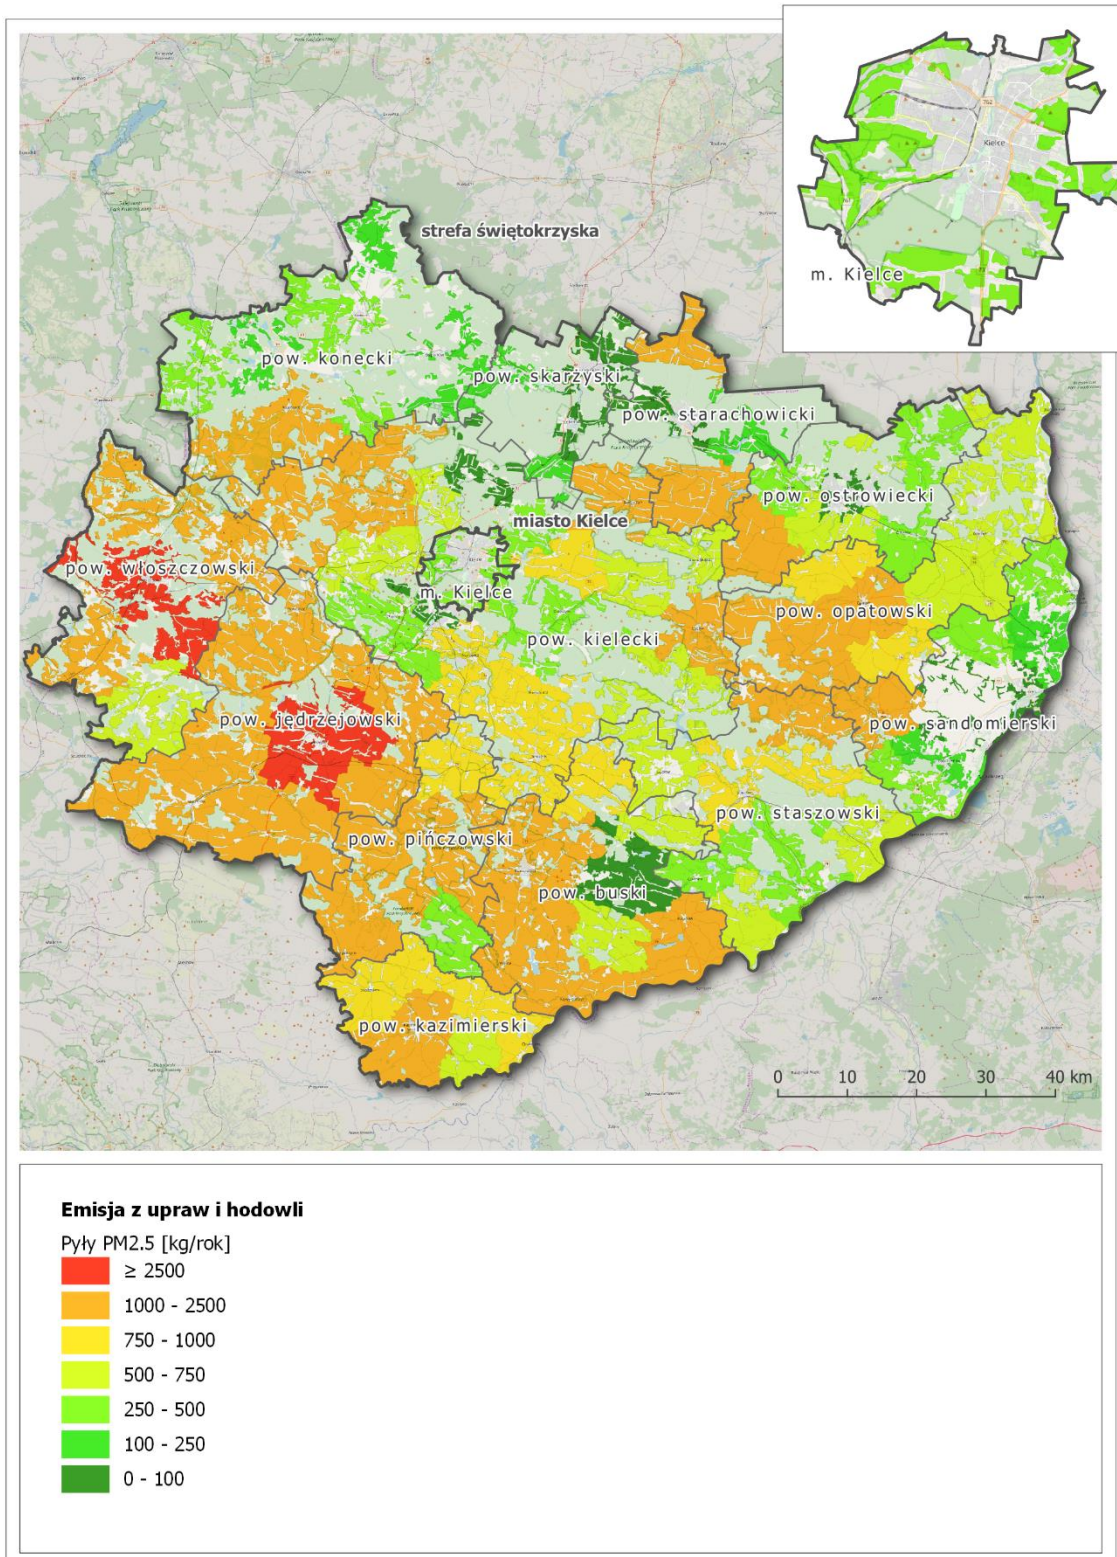 752
Kielce
73
m. Kielce
strefa świętokrzyska
pow. konecki
pow. skarżyski
pow. starachowicki
pow. ostrowiecki
miasto Kielce
pow. włoszczowski
m. Kielce
pow. opatowski
pow. kielecki
pow. jędrzejowski
pow. sandomierski
pow. staszowski
pow. pińczowski
pow. buski
pow. kazimierski
0 10 20 30 40 km
Emisja z upraw i hodowli
Pyły PM2.5 [kg/rok]
≥ 2500
1000 - 2500
750 - 1000
500 - 750
250 - 500
100 - 250
0 - 100